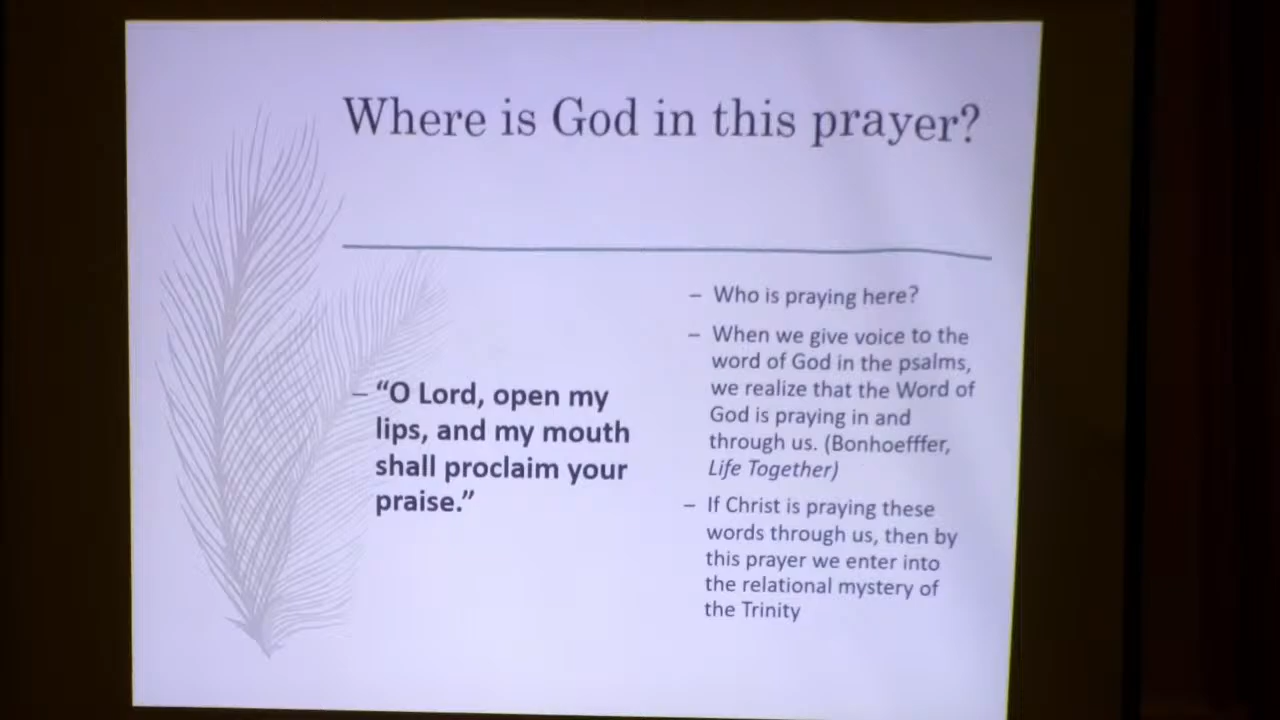 Where is God in this prayer?
– “O Lord, open my
lips, and my mouth
shall proclaim your
praise.”
– Who is praying here?
– When we give voice to the
word of God in the psalms,
we realize that the Word of
God is praying in and
through us. (Bonhoefffer,
Life Together)
– If Christ is praying these
words through us, then by
this prayer we enter into
the relational mystery of
the Trinity